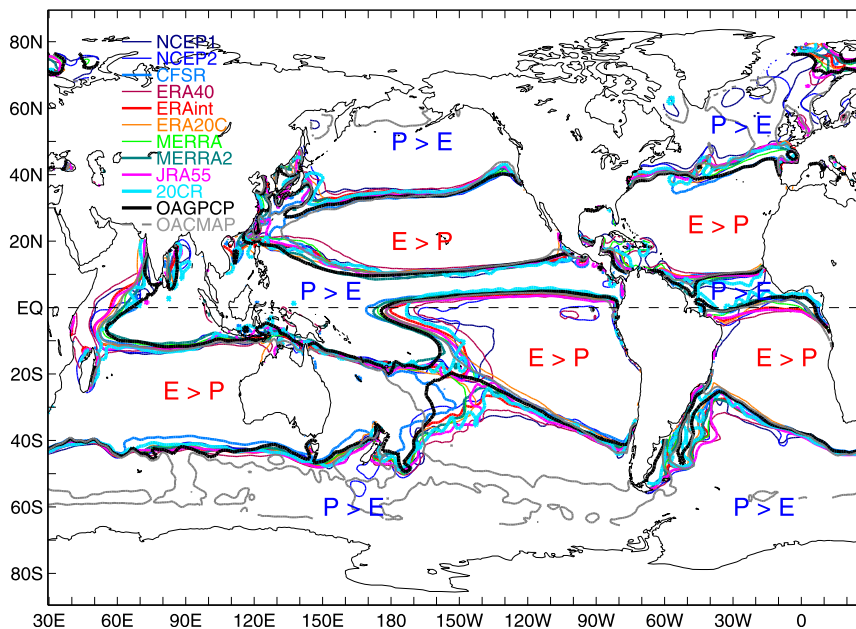 80N
60N
40N
20N
EQ
20S
40S
60S
80S
NCEP1
NCEP2
CFSR
ERA40
ERAint
ERA20C
MERRA
MERRA2
JRA55
20CR
OAGPCP
OACMAP
P > E
P > E
E > P
E > P
P > E
P > E
E > P
E > P
E > P
P > E
P > E
30E 60E 90E 120E 150E 180 150W 120W 90W 60W 30W 0